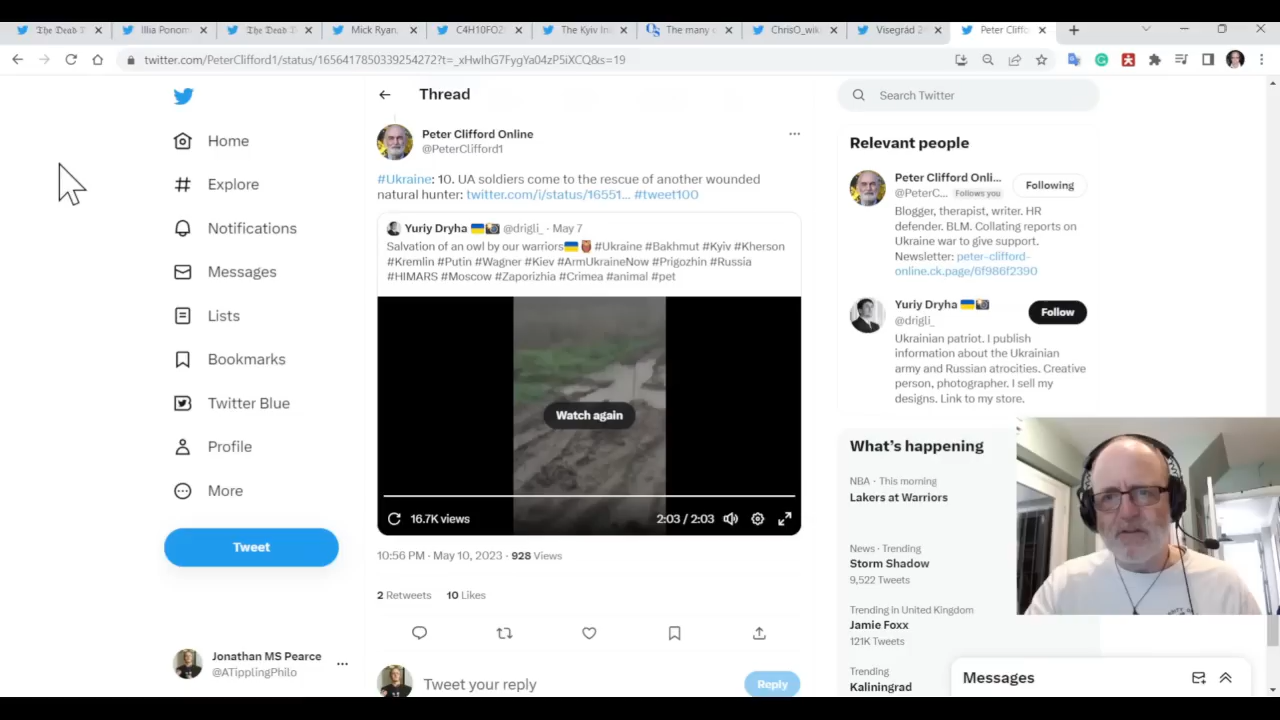 The Dead T
Illia Ponom
The Dead T
Mick Ryan,
C4H10FO2
The Kyiv In
The many
ChrisO_wiki
Visegrád 2
Peter Cliffo
twitter.com/PeterClifford1/status/1656417830339254272?t=_xHwIhG7FygYa04zP5iXCQ&s=19
Thread
Search Twitter
Home
Explore
Notifications
Messages
Lists
Bookmarks
Twitter Blue
Profile
More
Tweet
Jonathan MS Pearce
@ATipplingPhilo
Peter Clifford Online
@PeterClifford1
#Ukraine: 10. UA soldiers come to the rescue of another wounded
natural hunter: twitter.com/i/status/16551... #tweet100
Yuriy Dryha @drigli_ · May 7
Salvation of an owl by our warriors #Ukraine #Bakhmut #Kyiv #Kherson
#Kremlin #Putin #Wagner #Kiev #ArmUkraineNow #Prigozhin #Russia
#HIMARS #Moscow #Zaporizhia #Crimea #animal #pet
Watch again
16.7K views
2:03 / 2:03
10:56 PM · May 10, 2023 · 928 Views
2 Retweets 10 Likes
Tweet your reply
Reply
Relevant people
Peter Clifford Onli...
@PeterC... Follows you
Following
Blogger, therapist, writer. HR
defender. BLM. Collating reports on
Ukraine war to give support.
Newsletter: peter-clifford-
online.ck.page/6f986f2390
Yuriy Dryha
@drigli_
Follow
Ukrainian patriot. I publish
information about the Ukrainian
army and Russian atrocities. Creative
person, photographer. I sell my
designs. Link to my store.
What's happening
NBA · This morning
Lakers at Warriors
News · Trending
Storm Shadow
9,522 Tweets
Trending in United Kingdom
Jamie Foxx
121K Tweets
Trending
Kaliningrad
Messages